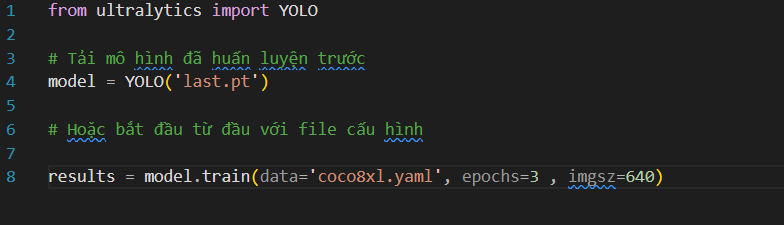 1 from ultralytics import YOLO
2
3 # Tải mô hình đã huấn luyện trước
4 model = YOLO('last.pt')
5
6 # Hoặc bắt đầu từ đầu với file cấu hình
7
8 results = model.train(data='coco8xl.yaml', epochs=3 , imgsz=640)